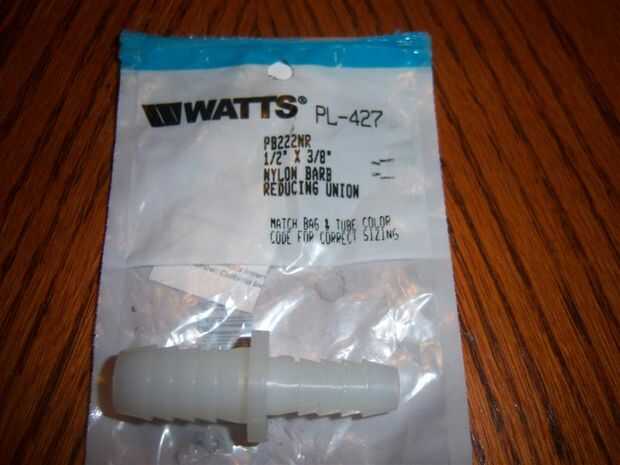 WATTS® PL-427
PB222NR
1/2" X 3/8"
NYLON BARB
REDUCING UNION
MATCH BAG & TUBE COLOR
CODE FOR CORRECT SIZING